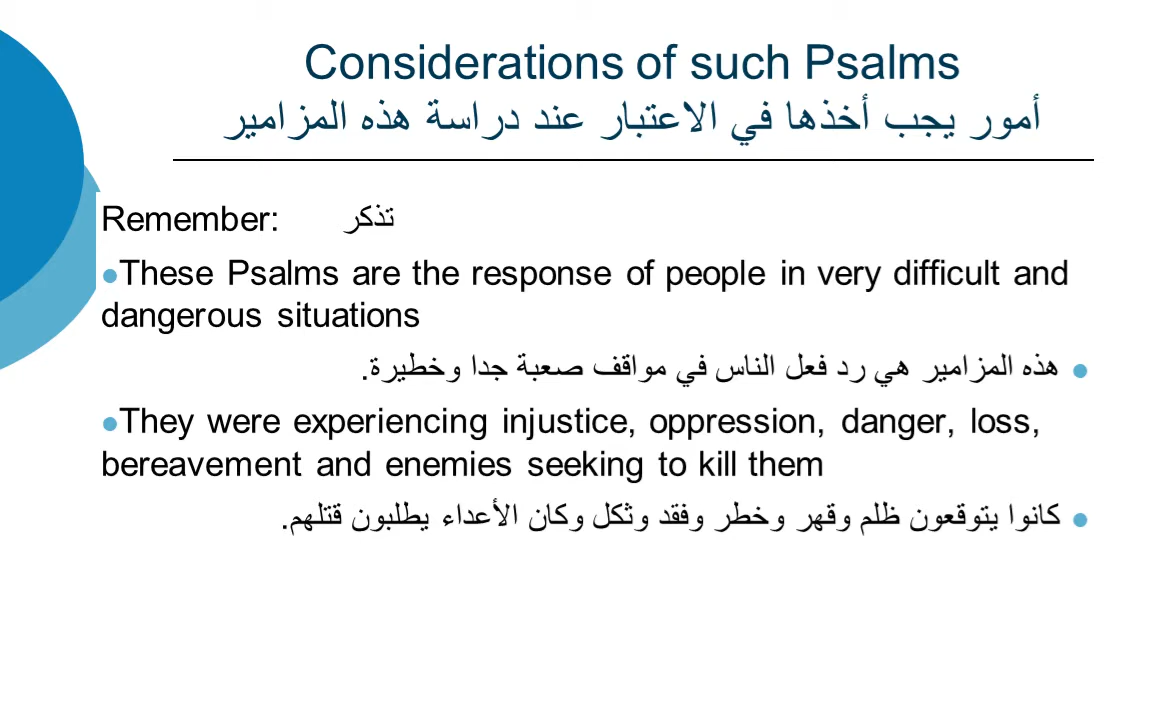 Considerations of such Psalms
أمور يجب أخذها في الاعتبار عند دراسة هذه المزامير
Remember: تذكر
●These Psalms are the response of people in very difficult and
dangerous situations
● هذه المزامير هي رد فعل الناس في مواقف صعبة جدا وخطيرة.
●They were experiencing injustice, oppression, danger, loss,
bereavement and enemies seeking to kill them
● كانوا يتوقعون ظلم وقهر وخطر وفقد وثكل وكان الأعداء يطلبون قتلهم.